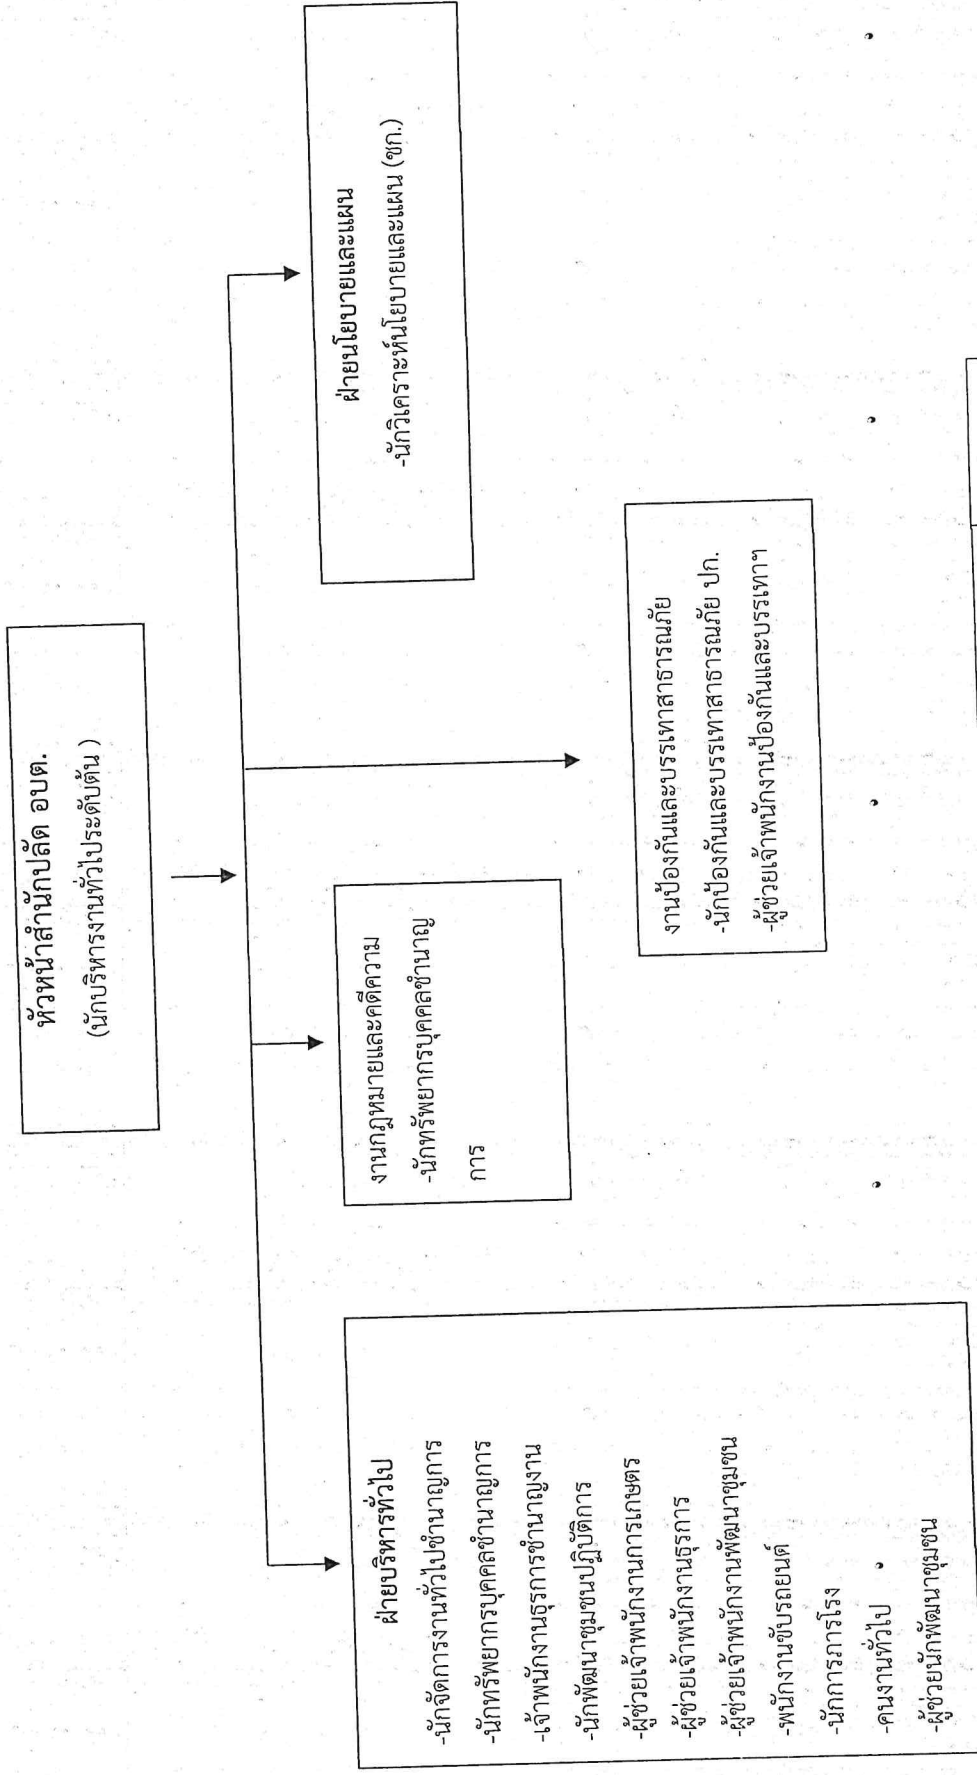 หัวหน้าสำนักปลัด อบต.
(นักบริหารงานทั่วไประดับต้น )
ฝ่ายบริหารทั่วไป
-นักจัดการงานทั่วไปชำนาญการ
-นักทรัพยากรบุคคลชำนาญการ
-เจ้าพนักงานธุรการชำนาญงาน
-นักพัฒนาชุมชนปฏิบัติการ
-ผู้ช่วยเจ้าพนักงานการเกษตร
-ผู้ช่วยเจ้าพนักงานธุรการ
-ผู้ช่วยเจ้าพนักงานพัฒนาชุมชน
-พนักงานขับรถยนต์
-นักการภารโรง
-คนงานทั่วไป
-ผู้ช่วยนักพัฒนาชุมชน
งานกฎหมายและคดีความ
-นักทรัพยากรบุคคลชำนาญ
การ
งานป้องกันและบรรเทาสาธารณภัย
-นักป้องกันและบรรเทาสาธารณภัย ปก.
-ผู้ช่วยเจ้าพนักงานป้องกันและบรรเทาฯ
ฝ่ายนโยบายและแผน
-นักวิเคราะห์นโยบายและแผน (ชก.)